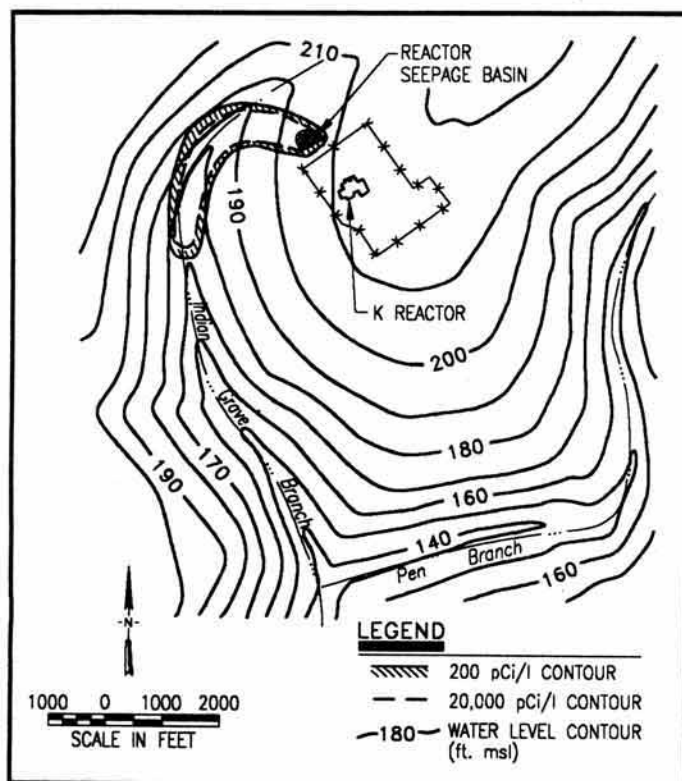 210
REACTOR
SEEPAGE BASIN
190
K REACTOR
200
Indian
Grave
Branch
180
190
170
160
140
Pen Branch
160
-N-
LEGEND
200 pCi/l CONTOUR
20,000 pCi/l CONTOUR
180 WATER LEVEL CONTOUR
(ft. msl)
1000 0 1000 2000
SCALE IN FEET